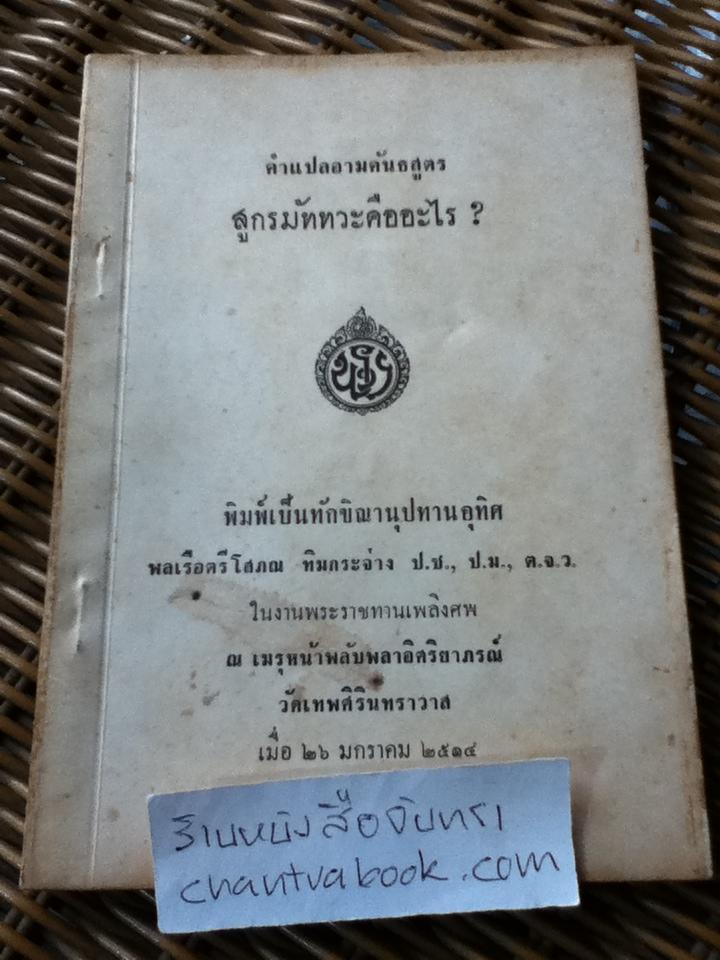 คำแปลอามคันธสูตร
สูกรมัททวะคืออะไร ?
พิมพ์เป็นทักขิณานุปทานอุทิศ
พลเรือตรีโสภณ ทิมกระจ่าง ป.ช., ป.ม., ต.จ.ว.
ในงานพระราชทานเพลิงศพ
ณ เมรุหน้าพลับพลาอิศริยาภรณ์
วัดเทพศิรินทราวาส
เมื่อ ๒๖ มกราคม ๒๕๑๔
ร้านหนังสือจันทรา
chantrabook.com